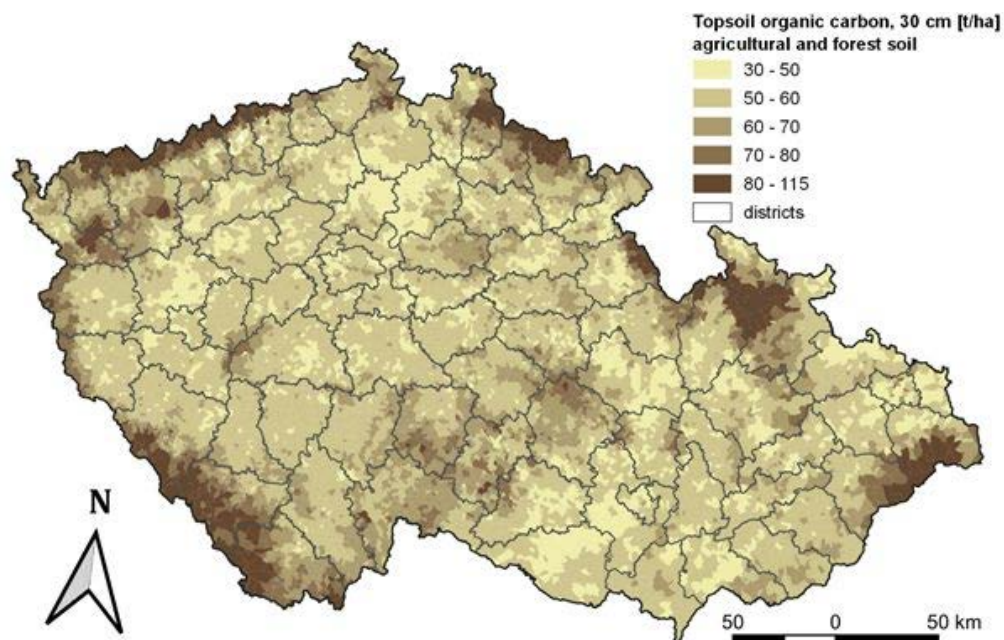 Topsoil organic carbon, 30 cm [t/ha]
agricultural and forest soil
30 - 50
50 - 60
60 - 70
70 - 80
80 - 115
districts
N
50 0 50 km